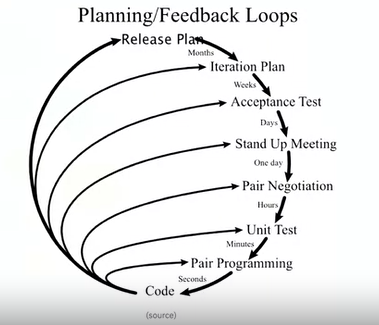 Planning/Feedback Loops
Release Plan
Months
Iteration Plan
Weeks
Acceptance Test
Days
Stand Up Meeting
One day
Pair Negotiation
Hours
Unit Test
Minutes
Pair Programming
Seconds
Code
(source)